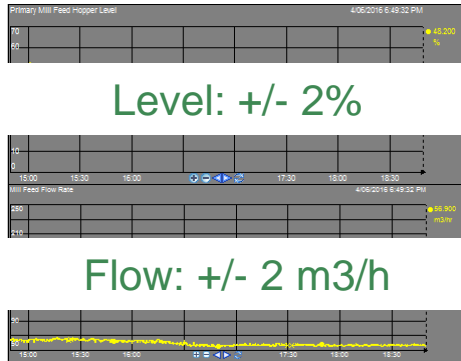 Primary Mill Feed Hopper Level 4/06/2016 6:49:32 PM
70 48.200
60 %
Level: +/- 2%
10
0
15:00 15:30 16:00 17:30 18:00 18:30
Mill Feed Flow Rate 4/06/2016 6:49:32 PM
250 56.900
m3/hr
210
Flow: +/- 2 m3/h
90
50
15:00 15:30 16:00 17:30 18:00 18:30